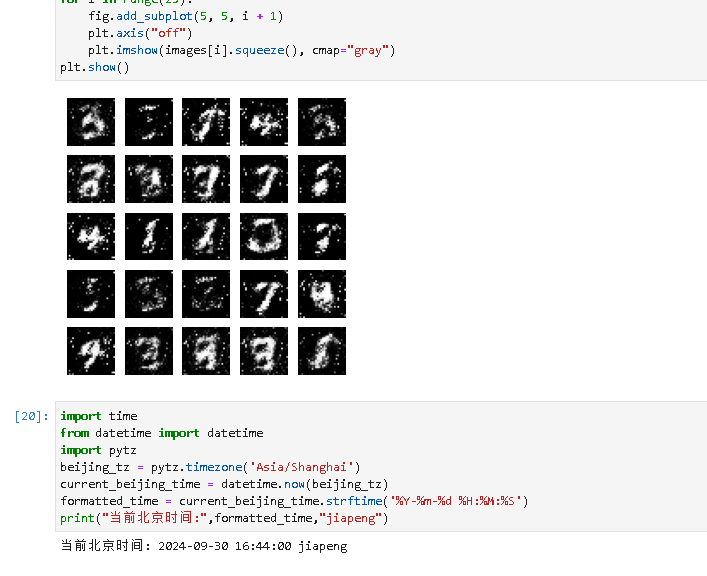 for i in range(25):
    fig.add_subplot(5, 5, i + 1)
    plt.axis("off")
    plt.imshow(images[i].squeeze(), cmap="gray")
plt.show()
[20]:
import time
from datetime import datetime
import pytz
beijing_tz = pytz.timezone('Asia/Shanghai')
current_beijing_time = datetime.now(beijing_tz)
formatted_time = current_beijing_time.strftime('%Y-%m-%d %H:%M:%S')
print("当前北京时间:",formatted_time,"jiapeng")
当前北京时间: 2024-09-30 16:44:00 jiapeng